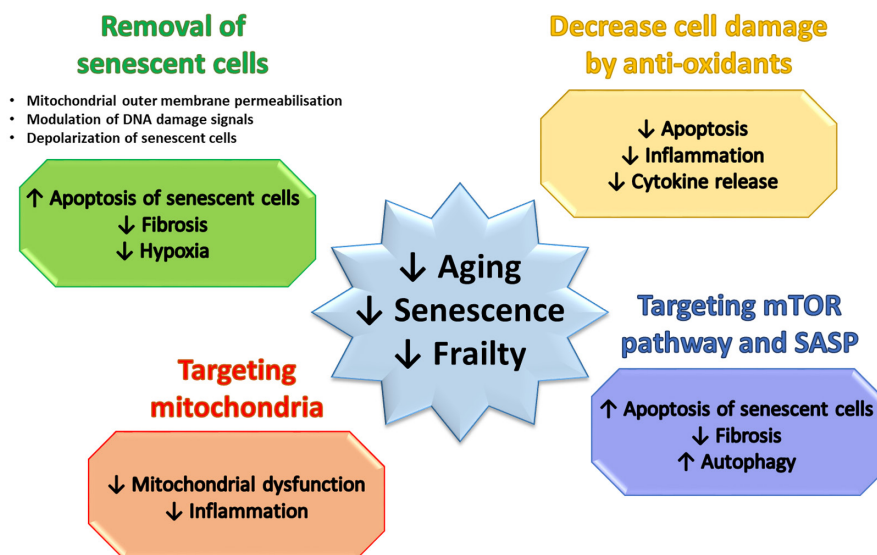 Removal of
senescent cells
• Mitochondrial outer membrane permeabilisation
• Modulation of DNA damage signals
• Depolarization of senescent cells
↑ Apoptosis of senescent cells
↓ Fibrosis
↓ Hypoxia
Decrease cell damage
by anti-oxidants
↓ Apoptosis
↓ Inflammation
↓ Cytokine release
↓ Aging
↓ Senescence
↓ Frailty
Targeting
mitochondria
↓ Mitochondrial dysfunction
↓ Inflammation
Targeting mTOR
pathway and SASP
↑ Apoptosis of senescent cells
↓ Fibrosis
↑ Autophagy